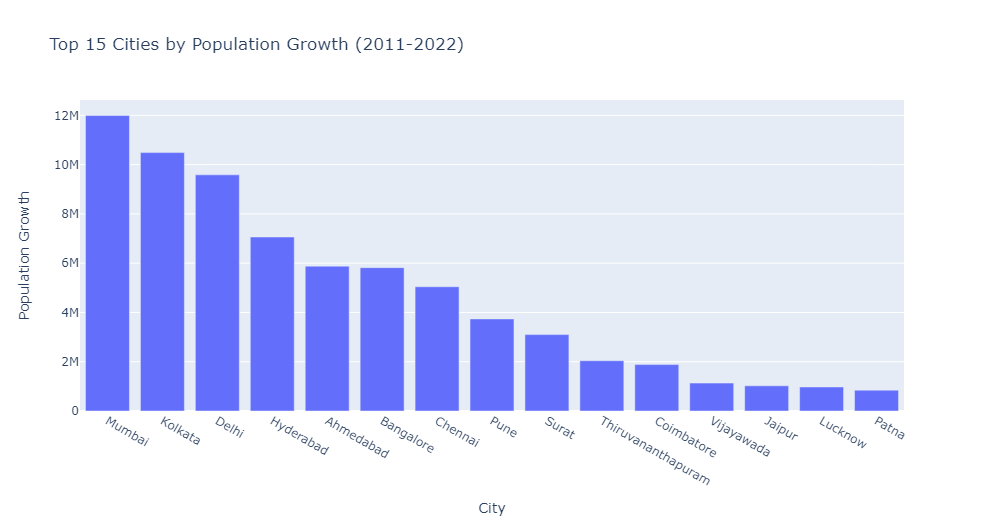 Top 15 Cities by Population Growth (2011-2022)
Population Growth
12M
10M
8M
6M
4M
2M
0
Mumbai
Kolkata
Delhi
Hyderabad
Ahmedabad
Bangalore
Chennai
Pune
Surat
Thiruvananthapuram
Coimbatore
Vijayawada
Jaipur
Lucknow
Patna
City